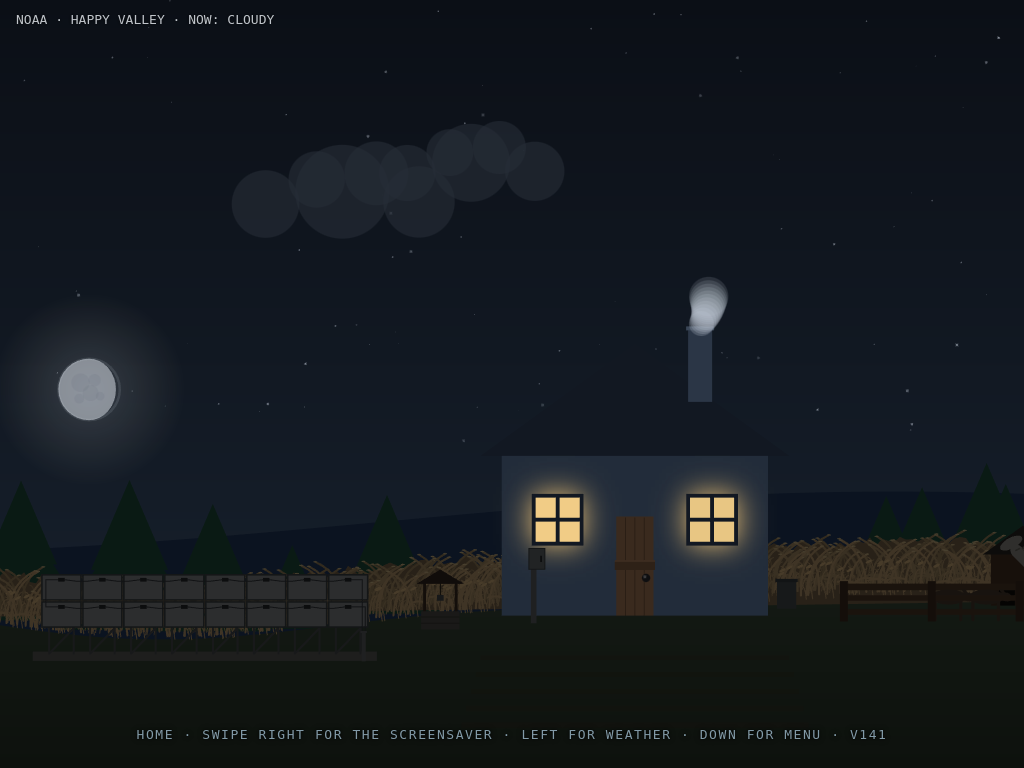 NOAA · HAPPY VALLEY · NOW: CLOUDY
HOME · SWIPE RIGHT FOR THE SCREENSAVER · LEFT FOR WEATHER · DOWN FOR MENU · V141